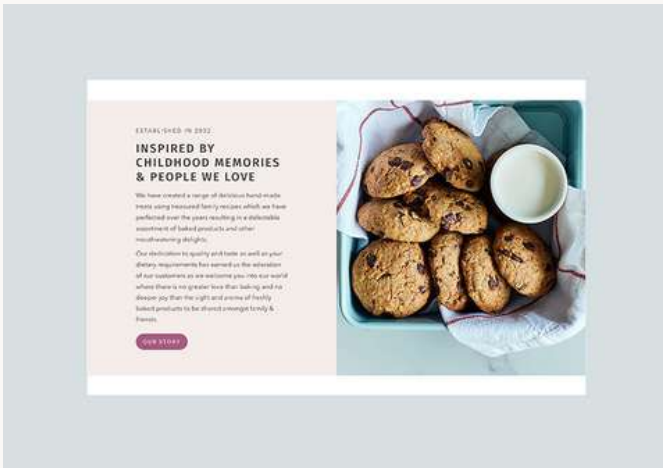 ESTABLISHED IN 2002
INSPIRED BY
CHILDHOOD MEMORIES
& PEOPLE WE LOVE
We have created a range of delicious hand-made
treats using treasured family recipes which we have
perfected over the years resulting in a delectable
assortment of baked products and other
mouthwatering delights.
Our dedication to quality and taste as well as your
dietary requirements has earned us the adoration
of our customers as we welcome you into our world
where there is no greater love than baking and no
deeper joy than the sight and aroma of freshly
baked products to be shared amongst family &
friends.
OUR STORY